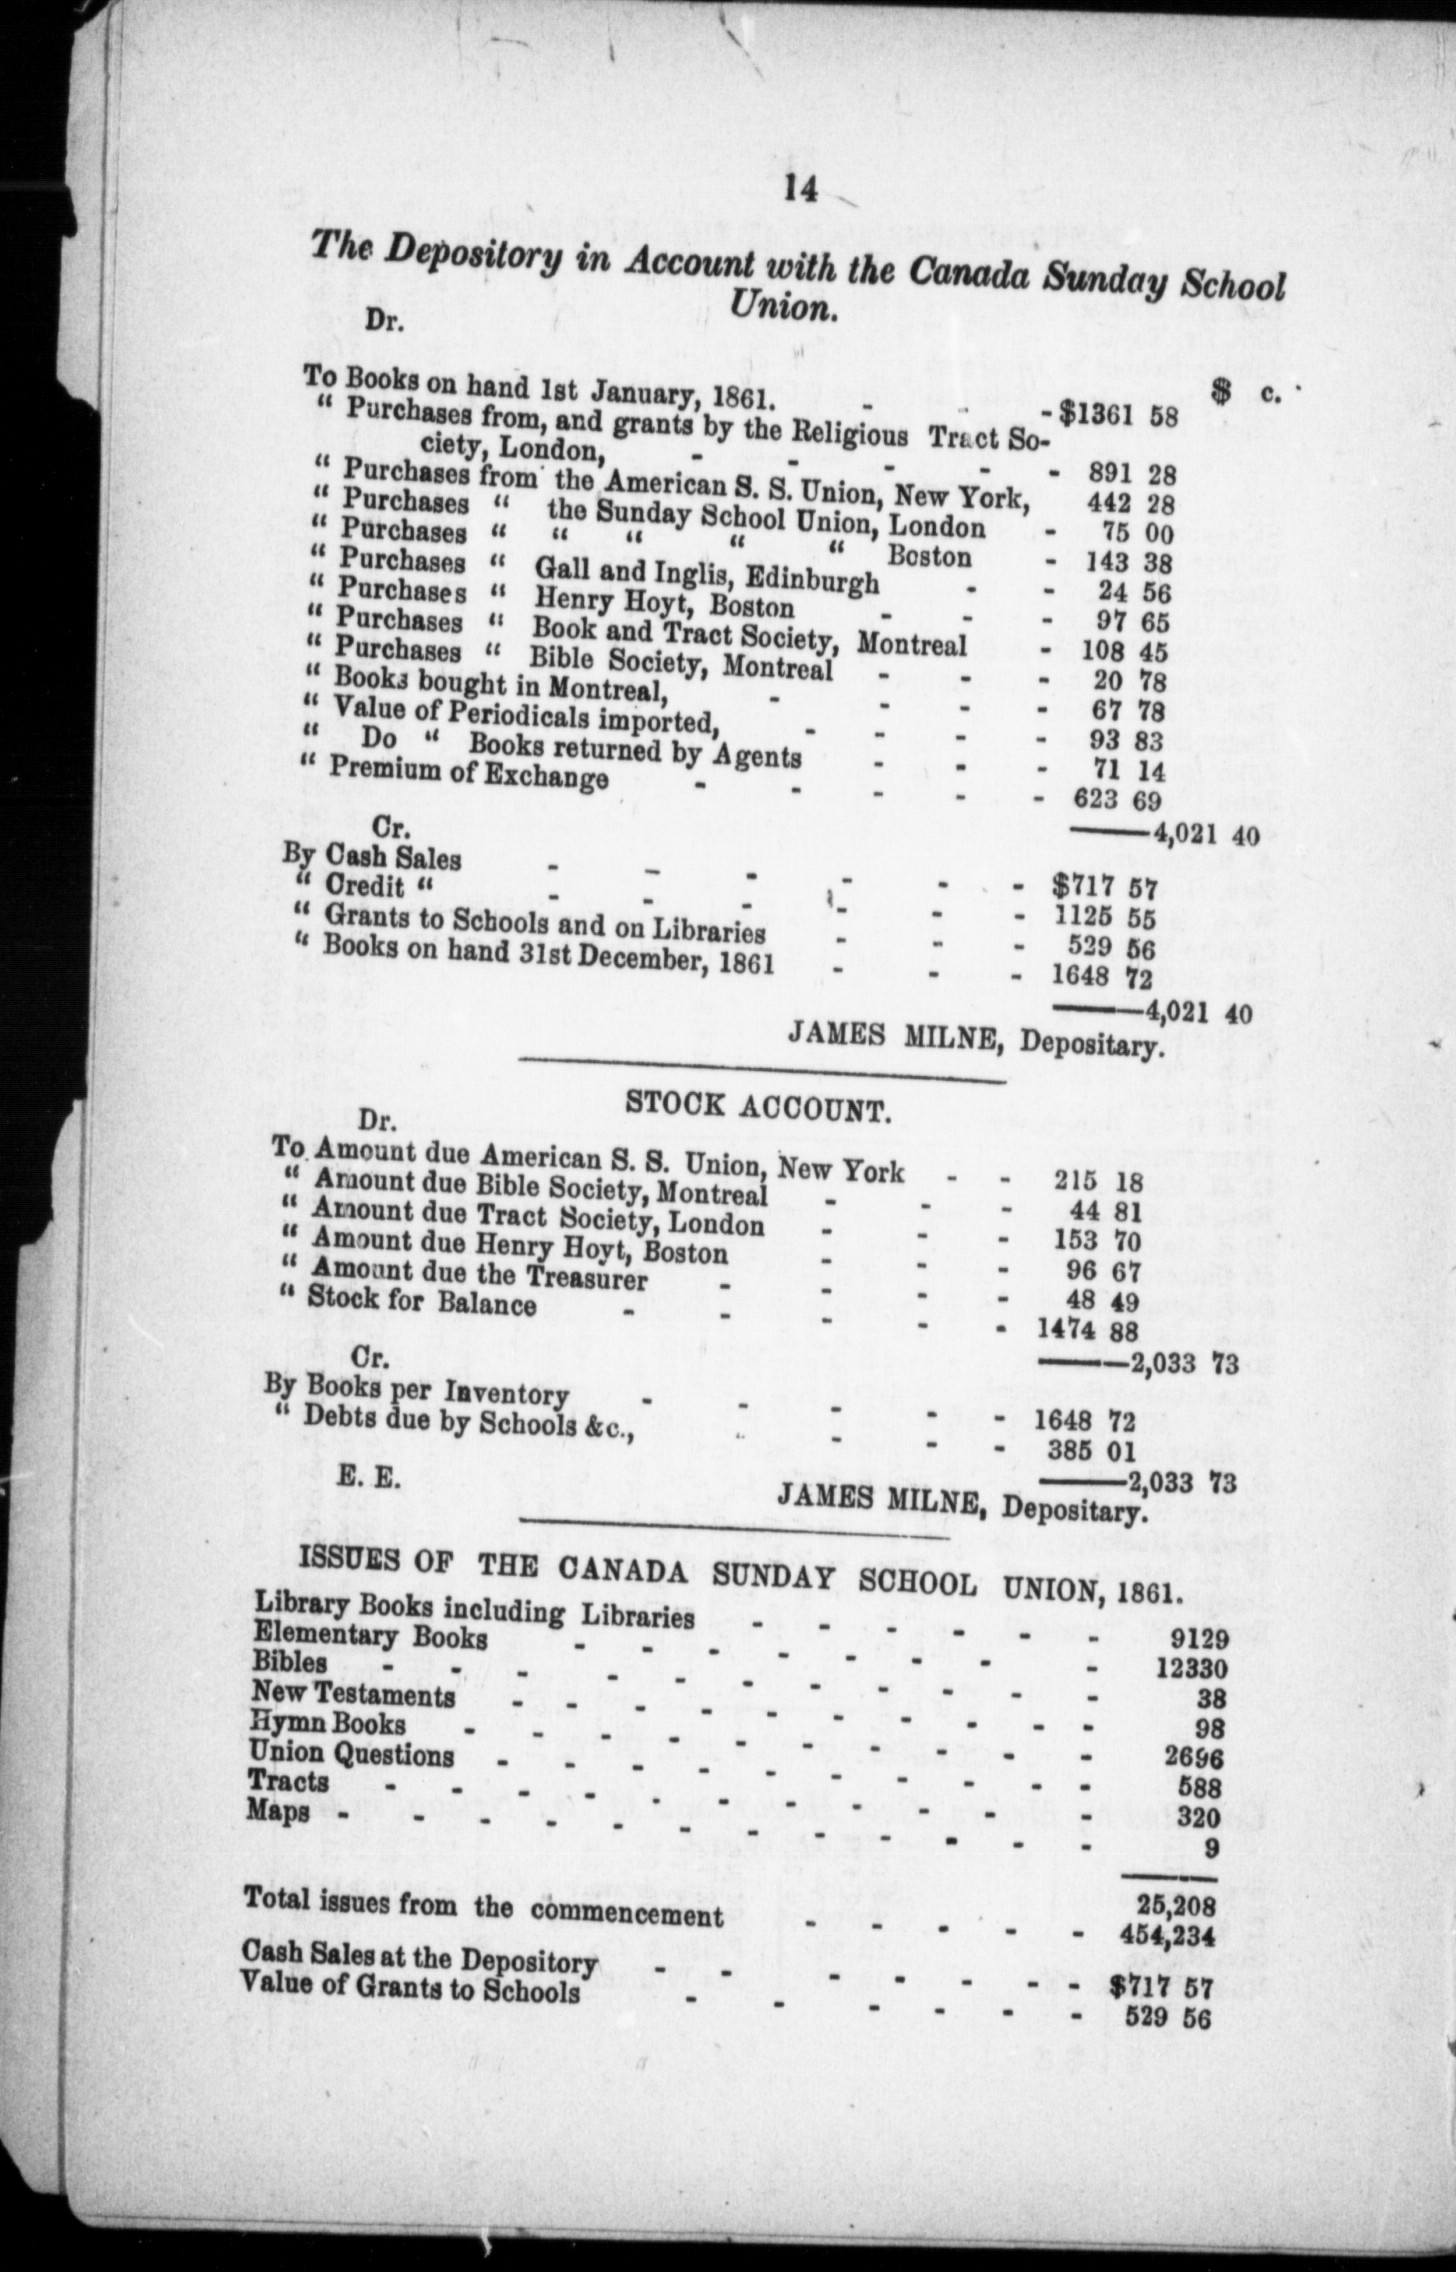 14
The Depository in Account with the Canada Sunday School
Union.
Dr.
$ c.
To Books on hand 1st January, 1861. - - - $1361 58
“ Purchases from, and grants by the Religious Tract So-
ciety, London, - - - - - 891 28
“ Purchases from the American S. S. Union, New York, 442 28
“ Purchases “ the Sunday School Union, London - 75 00
“ Purchases “ “ “ “ “ Boston - 143 38
“ Purchases “ Gall and Inglis, Edinburgh - - 24 56
“ Purchases “ Henry Hoyt, Boston - - - 97 65
“ Purchases “ Book and Tract Society, Montreal - 108 45
“ Purchases “ Bible Society, Montreal - - - 20 78
“ Books bought in Montreal, - - - - 67 78
“ Value of Periodicals imported, - - - - 93 83
“ Do “ Books returned by Agents - - - 71 14
“ Premium of Exchange - - - - - 623 69
——4,021 40
Cr.
By Cash Sales - - - - - - $717 57
“ Credit “ - - - - - - 1125 55
“ Grants to Schools and on Libraries - - - 529 56
“ Books on hand 31st December, 1861 - - - 1648 72
——4,021 40
JAMES MILNE, Depositary.
STOCK ACCOUNT.
Dr.
To Amount due American S. S. Union, New York - - 215 18
“ Amount due Bible Society, Montreal - - - 44 81
“ Amount due Tract Society, London - - - 153 70
“ Amount due Henry Hoyt, Boston - - - 96 67
“ Amount due the Treasurer - - - - 48 49
“ Stock for Balance - - - - - 1474 88
——2,033 73
Cr.
By Books per Inventory - - - - - 1648 72
“ Debts due by Schools &c., - - - - 385 01
——2,033 73
E. E.
JAMES MILNE, Depositary.
ISSUES OF THE CANADA SUNDAY SCHOOL UNION, 1861.
Library Books including Libraries - - - - - - 9129
Elementary Books - - - - - - - - 12330
Bibles - - - - - - - - - - - 38
New Testaments - - - - - - - - - - 98
Hymn Books - - - - - - - - - - 2696
Union Questions - - - - - - - - - - 588
Tracts - - - - - - - - - - - 320
Maps - - - - - - - - - - - - 9
25,208
Total issues from the commencement - - - - - 454,234
Cash Sales at the Depository - - - - - - - $717 57
Value of Grants to Schools - - - - - - 529 56